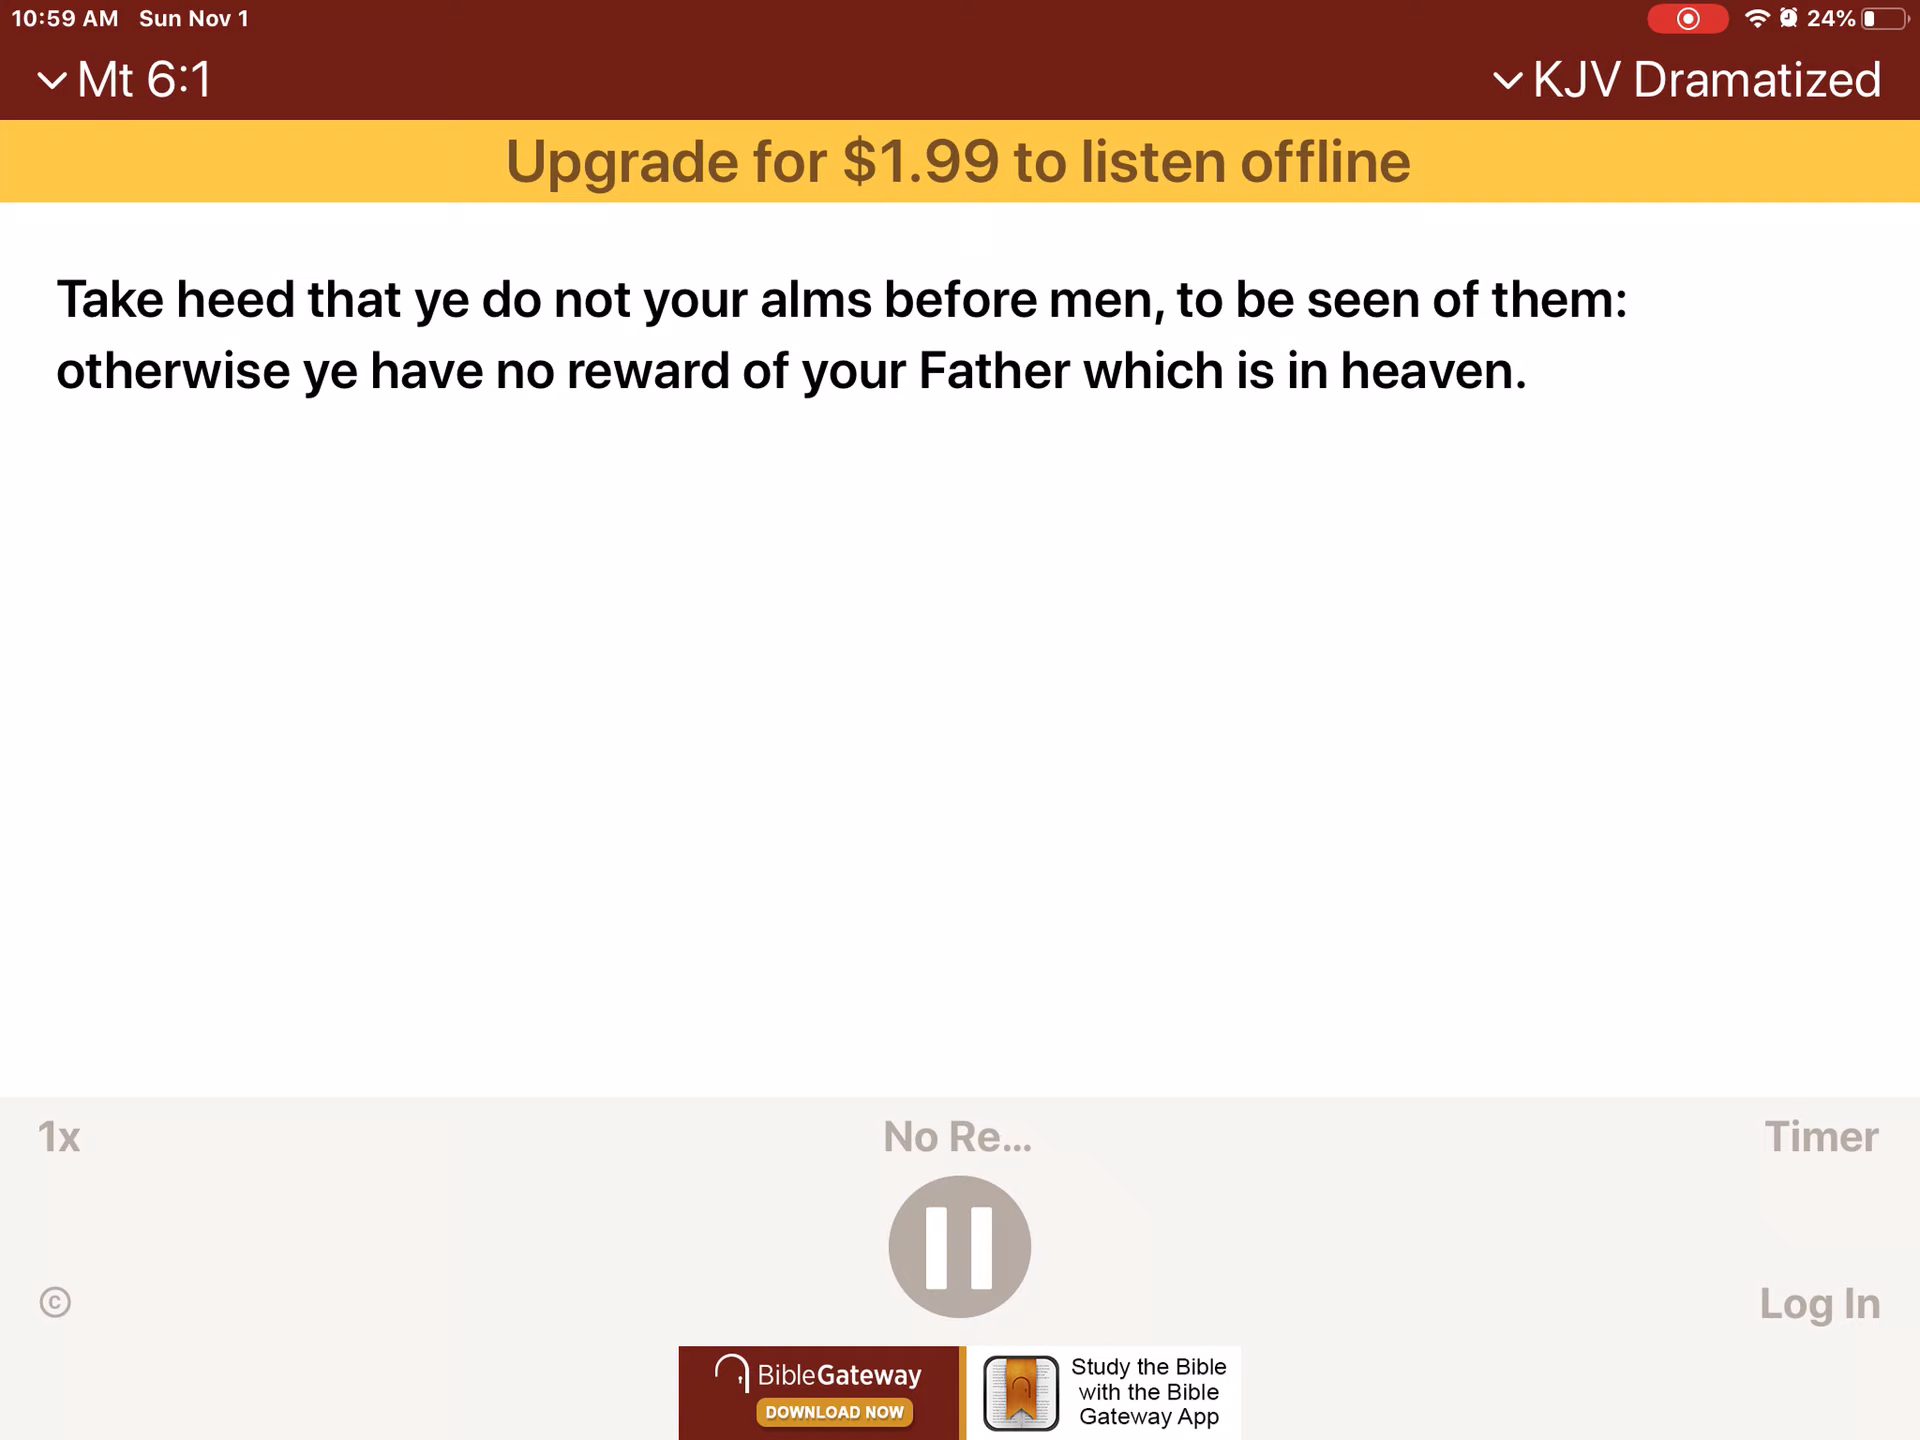 10:59 AM Sun Nov 1
24%
Mt 6:1
KJV Dramatized
Upgrade for $1.99 to listen offline
Take heed that ye do not your alms before men, to be seen of them:
otherwise ye have no reward of your Father which is in heaven.
1x
No Re...
Timer
©
Log In
BibleGateway
DOWNLOAD NOW
Study the Bible
with the Bible
Gateway App